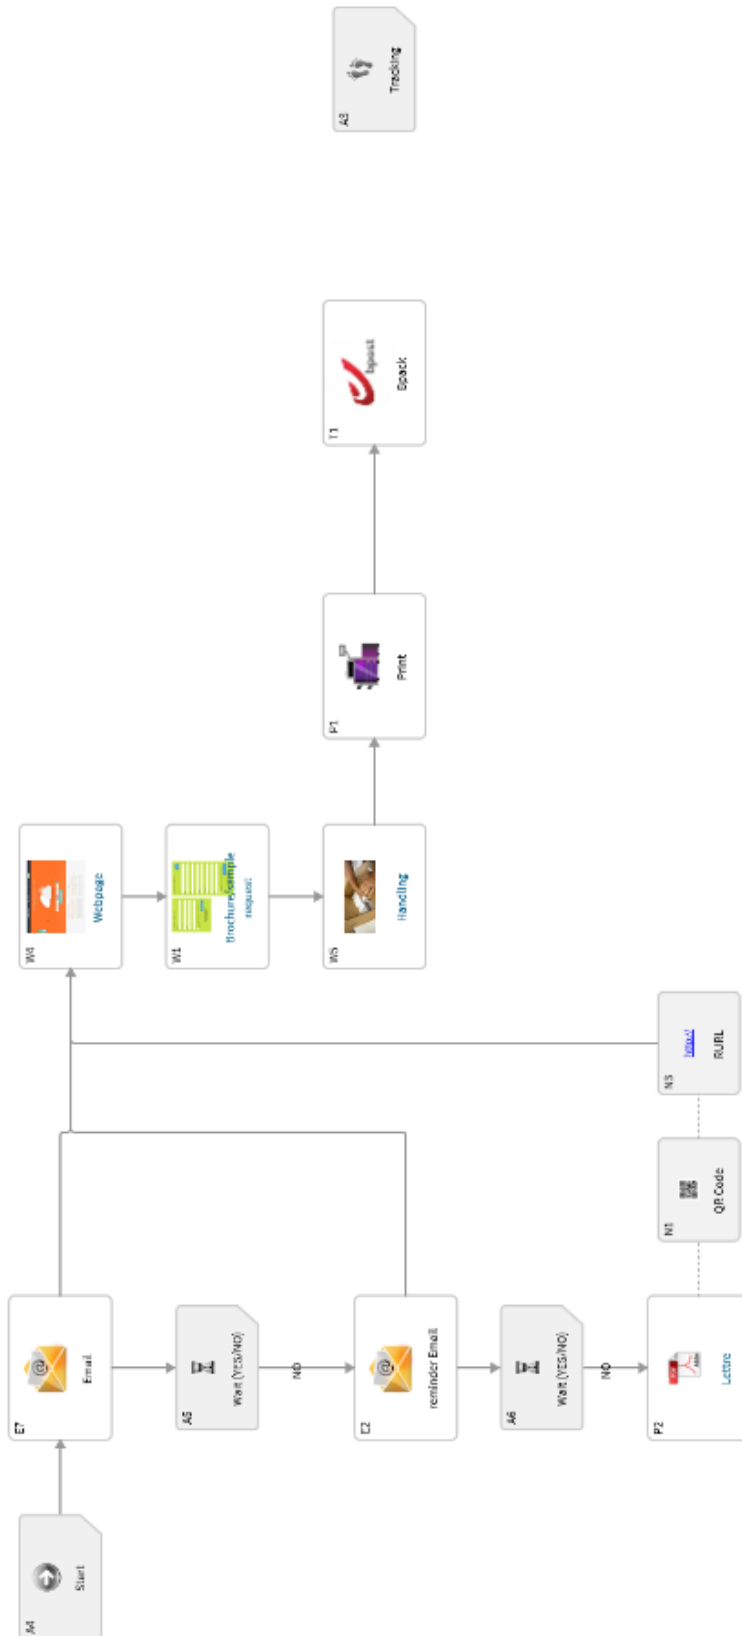 A4
Start
E7
Email
A5
Wait (YES/NO)
NO
E2
reminder Email
A6
Wait (YES/NO)
NO
P2
Lettre
N1
QR Code
N3
http://
RURL
W4
Webpage
W1
Brochure/sample
request
W5
Handling
P1
Print
T1
bpost
Bpack
A3
Tracking